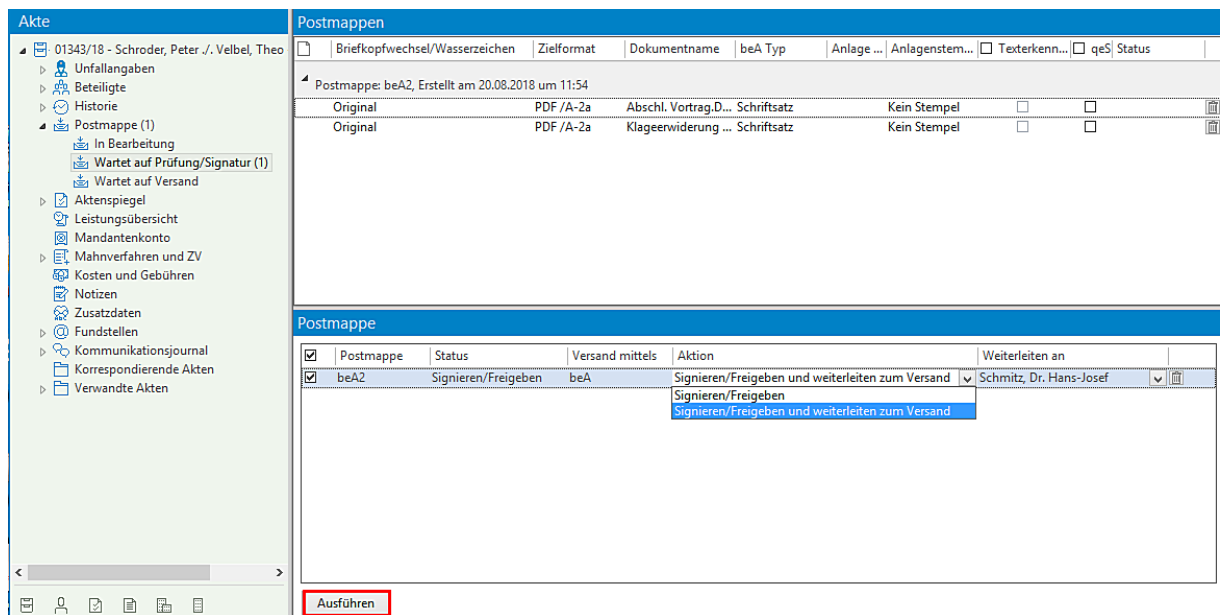 Akte
01343/18 - Schroder, Peter ./. Velbel, Theo
Unfallangaben
Beteiligte
Historie
Postmappe (1)
In Bearbeitung
Wartet auf Prüfung/Signatur (1)
Wartet auf Versand
Aktenspiegel
Leistungsübersicht
Mandantenkonto
Mahnverfahren und ZV
Kosten und Gebühren
Notizen
Zusatzdaten
Fundstellen
Kommunikationsjournal
Korrespondierende Akten
Verwandte Akten
Postmappen
Briefkopfwechsel/Wasserzeichen Zielformat Dokumentname beA Typ Anlage ... Anlagenstem... Texterkenn... qeS Status
Postmappe: beA2, Erstellt am 20.08.2018 um 11:54
Original PDF /A-2a Abschl. Vortrag.D... Schriftsatz Kein Stempel
Original PDF /A-2a Klageerwiderung ... Schriftsatz Kein Stempel
Postmappe
Postmappe Status Versand mittels Aktion Weiterleiten an
beA2 Signieren/Freigeben beA Signieren/Freigeben und weiterleiten zum Versand Schmitz, Dr. Hans-Josef
Signieren/Freigeben
Signieren/Freigeben und weiterleiten zum Versand
Ausführen